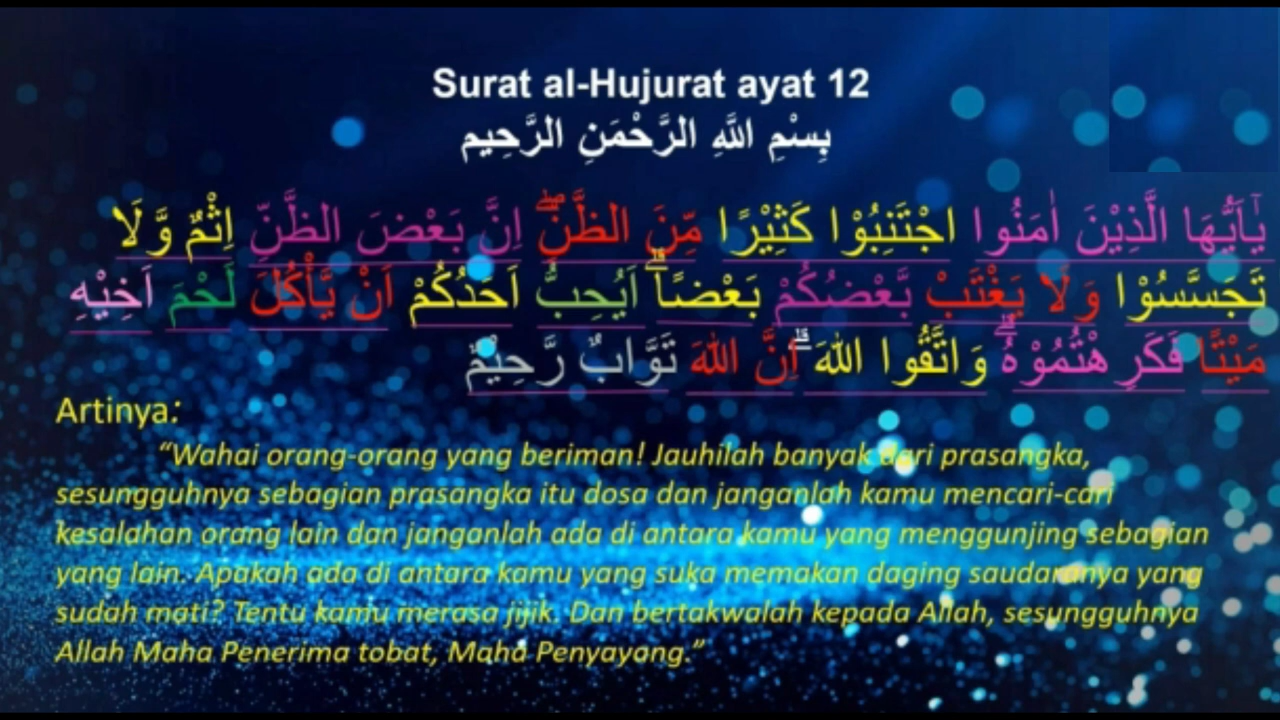 Surat al-Hujurat ayat 12
بِسْمِ اللَّهِ الرَّحْمَنِ الرَّحِيم
يٰٓاَيُّهَا الَّذِيْنَ اٰمَنُوا اجْتَنِبُوْا كَثِيْرًا مِّنَ الظَّنِّۖ اِنَّ بَعْضَ الظَّنِّ اِثْمٌ وَّلَا
تَجَسَّسُوْا وَلَا يَغْتَبْ بَّعْضُكُمْ بَعْضًاۗ اَيُحِبُّ اَحَدُكُمْ اَنْ يَّأْكُلَ لَحْمَ اَخِيْهِ
مَيْتًا فَكَرِهْتُمُوْهُۗ وَاتَّقُوا اللهَ ۗاِنَّ اللهَ تَوَّابٌ رَّحِيْمٌ
Artinya:
“Wahai orang-orang yang beriman! Jauhilah banyak dari prasangka,
sesungguhnya sebagian prasangka itu dosa dan janganlah kamu mencari-cari
kesalahan orang lain dan janganlah ada di antara kamu yang menggunjing sebagian
yang lain. Apakah ada di antara kamu yang suka memakan daging saudaranya yang
sudah mati? Tentu kamu merasa jijik. Dan bertakwalah kepada Allah, sesungguhnya
Allah Maha Penerima tobat, Maha Penyayang.”